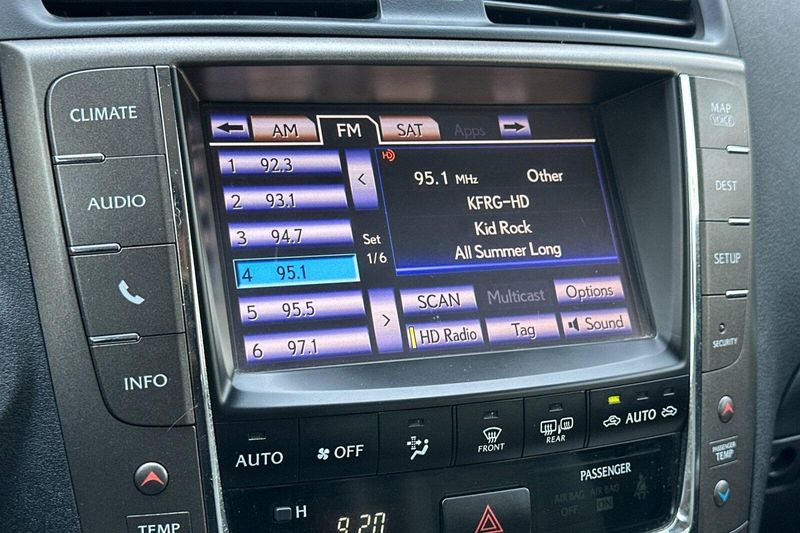 CLIMATE
AUDIO
INFO
TEMP
AM FM SAT Apps
1 92.3
2 93.1
3 94.7
4 95.1
5 95.5
6 97.1
Set
1/6
<
>
HD
95.1 MHz Other
KFRG-HD
Kid Rock
All Summer Long
SCAN Multicast Options
HD Radio Tag Sound
MAP
VOICE
DEST
SETUP
SECURITY
PASSENGER
TEMP
AUTO OFF FRONT REAR AUTO
PASSENGER
AIR BAG
OFF
AIR BAG
ON
H
9:20